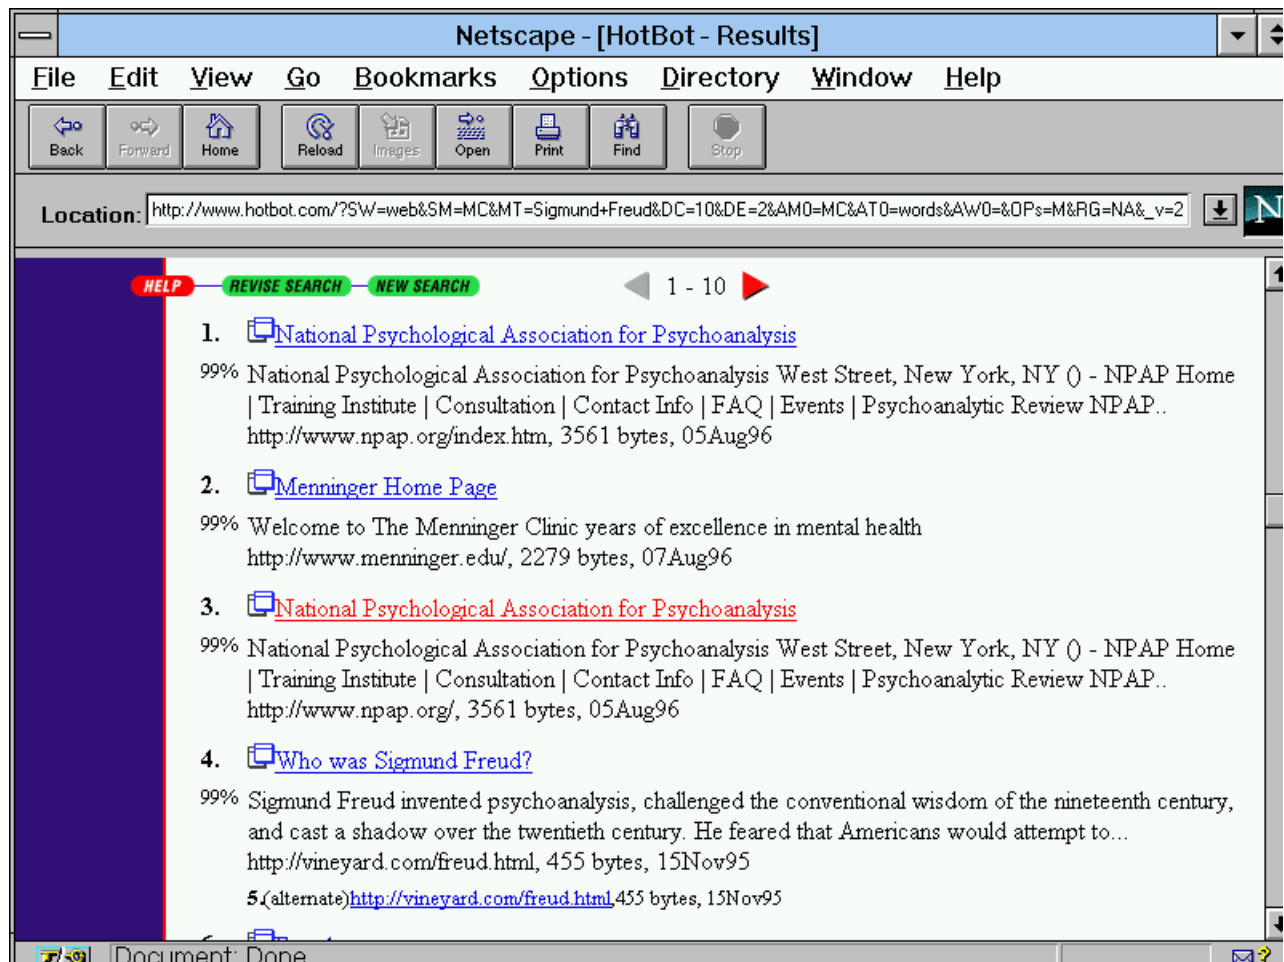 Netscape - [HotBot - Results]
File Edit View Go Bookmarks Options Directory Window Help
Back Forward Home Reload Images Open Print Find Stop
Location: http://www.hotbot.com/?SW=web&SM=MC&MT=Sigmund+Freud&DC=10&DE=2&AM0=MC&AT0=words&AW0=&OPs=M&RG=NA&_v=2
N
HELP REVISE SEARCH NEW SEARCH 1 - 10
1. National Psychological Association for Psychoanalysis
99% National Psychological Association for Psychoanalysis West Street, New York, NY () - NPAP Home
| Training Institute | Consultation | Contact Info | FAQ | Events | Psychoanalytic Review NPAP..
http://www.npap.org/index.htm, 3561 bytes, 05Aug96
2. Menninger Home Page
99% Welcome to The Menninger Clinic years of excellence in mental health
http://www.menninger.edu/, 2279 bytes, 07Aug96
3. National Psychological Association for Psychoanalysis
99% National Psychological Association for Psychoanalysis West Street, New York, NY () - NPAP Home
| Training Institute | Consultation | Contact Info | FAQ | Events | Psychoanalytic Review NPAP..
http://www.npap.org/, 3561 bytes, 05Aug96
4. Who was Sigmund Freud?
99% Sigmund Freud invented psychoanalysis, challenged the conventional wisdom of the nineteenth century,
and cast a shadow over the twentieth century. He feared that Americans would attempt to...
http://vineyard.com/freud.html, 455 bytes, 15Nov95
5.(alternate)http://vineyard.com/freud.html,455 bytes, 15Nov95
Document: Done